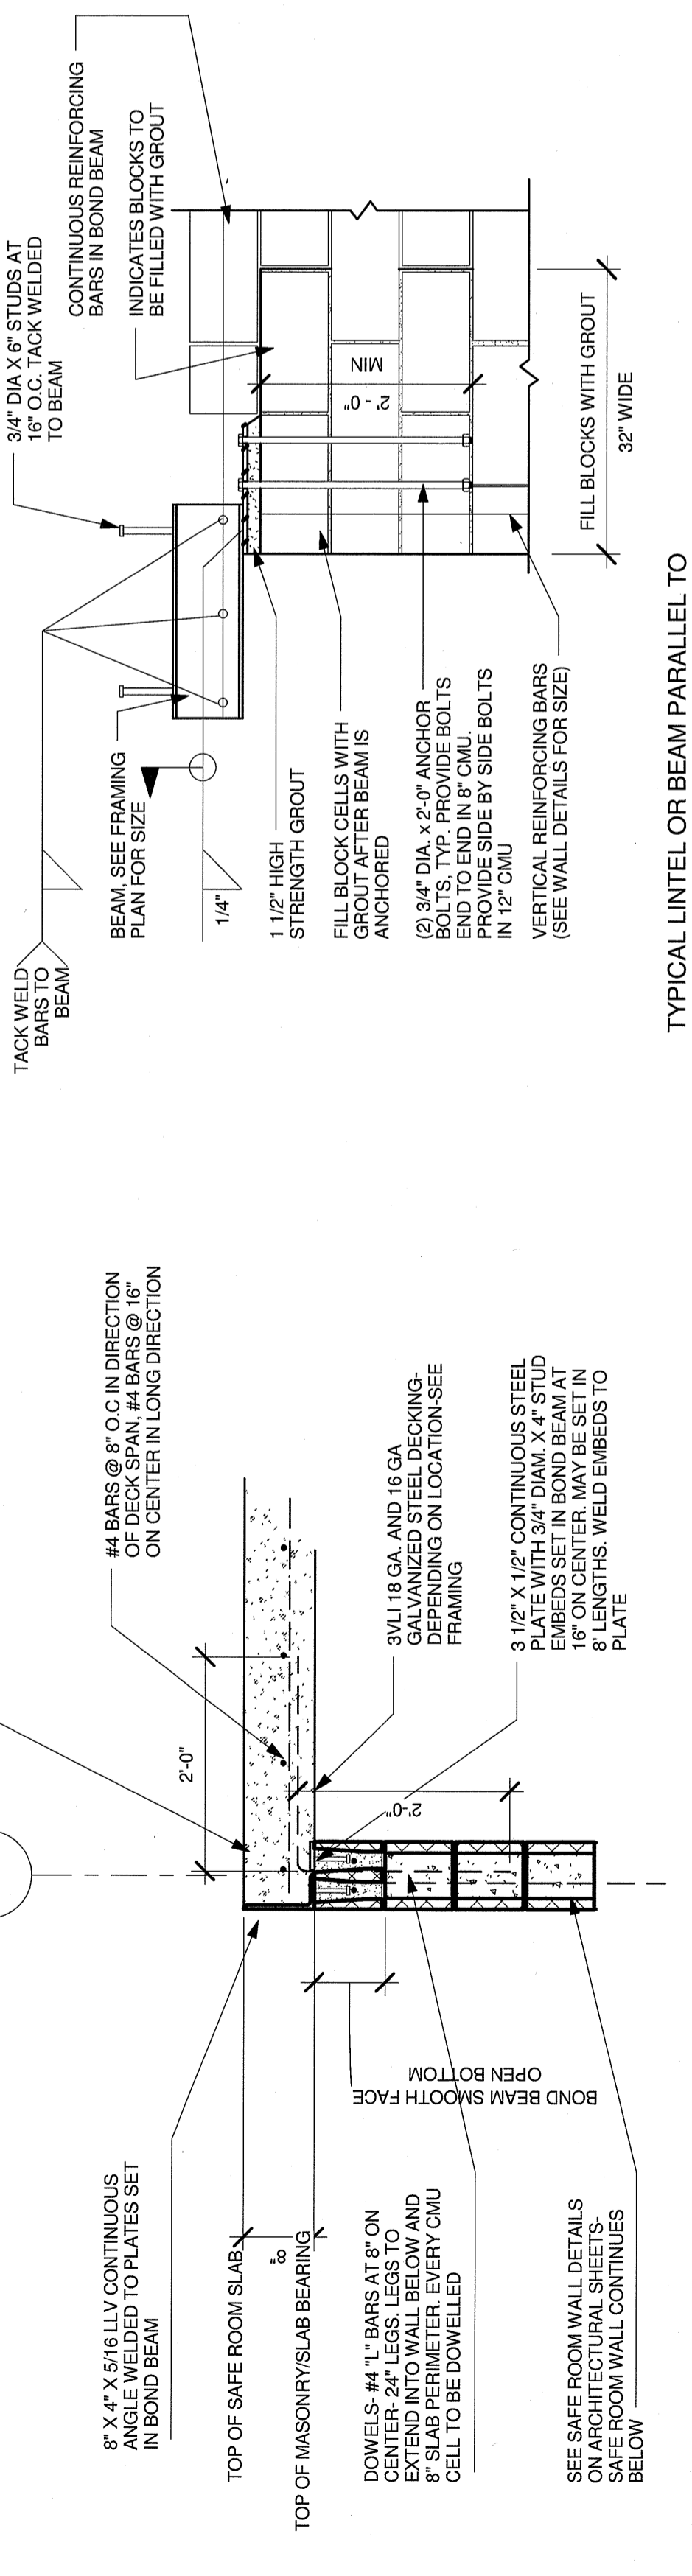 8" X 4" X 5/16 LLV CONTINUOUS
ANGLE WELDED TO PLATES SET
IN BOND BEAM
TOP OF SAFE ROOM SLAB
8"
TOP OF MASONRY/SLAB BEARING
DOWELS- #4 "L" BARS AT 8" ON
CENTER- 24" LEGS. LEGS TO
EXTEND INTO WALL BELOW AND
8" SLAB PERIMETER. EVERY CMU
CELL TO BE DOWELLED
SEE SAFE ROOM WALL DETAILS
ON ARCHITECTURAL SHEETS-
SAFE ROOM WALL CONTINUES
BELOW
BOND BEAM SMOOTH FACE
OPEN BOTTOM
2'-0"
2'-0"
#4 BARS @ 8" O.C IN DIRECTION
OF DECK SPAN, #4 BARS @ 16"
ON CENTER IN LONG DIRECTION
3VLI 18 GA. AND 16 GA
GALVANIZED STEEL DECKING-
DEPENDING ON LOCATION-SEE
FRAMING
3 1/2" X 1/2" CONTINUOUS STEEL
PLATE WITH 3/4" DIAM. X 4" STUD
EMBEDS SET IN BOND BEAM AT
16" ON CENTER. MAY BE SET IN
8' LENGTHS. WELD EMBEDS TO
PLATE
TACK WELD
BARS TO
BEAM
BEAM, SEE FRAMING
PLAN FOR SIZE
1/4"
1 1/2" HIGH
STRENGTH GROUT
FILL BLOCK CELLS WITH
GROUT AFTER BEAM IS
ANCHORED
(2) 3/4" DIA. x 2'-0" ANCHOR
BOLTS, TYP. PROVIDE BOLTS
END TO END IN 8" CMU.
PROVIDE SIDE BY SIDE BOLTS
IN 12" CMU
VERTICAL REINFORCING BARS
(SEE WALL DETAILS FOR SIZE)
3/4" DIA X 6" STUDS AT
16" O.C. TACK WELDED
TO BEAM
CONTINUOUS REINFORCING
BARS IN BOND BEAM
INDICATES BLOCKS TO
BE FILLED WITH GROUT
2' - 0"
MIN
FILL BLOCKS WITH GROUT
32" WIDE
TYPICAL LINTEL OR BEAM PARALLEL TO